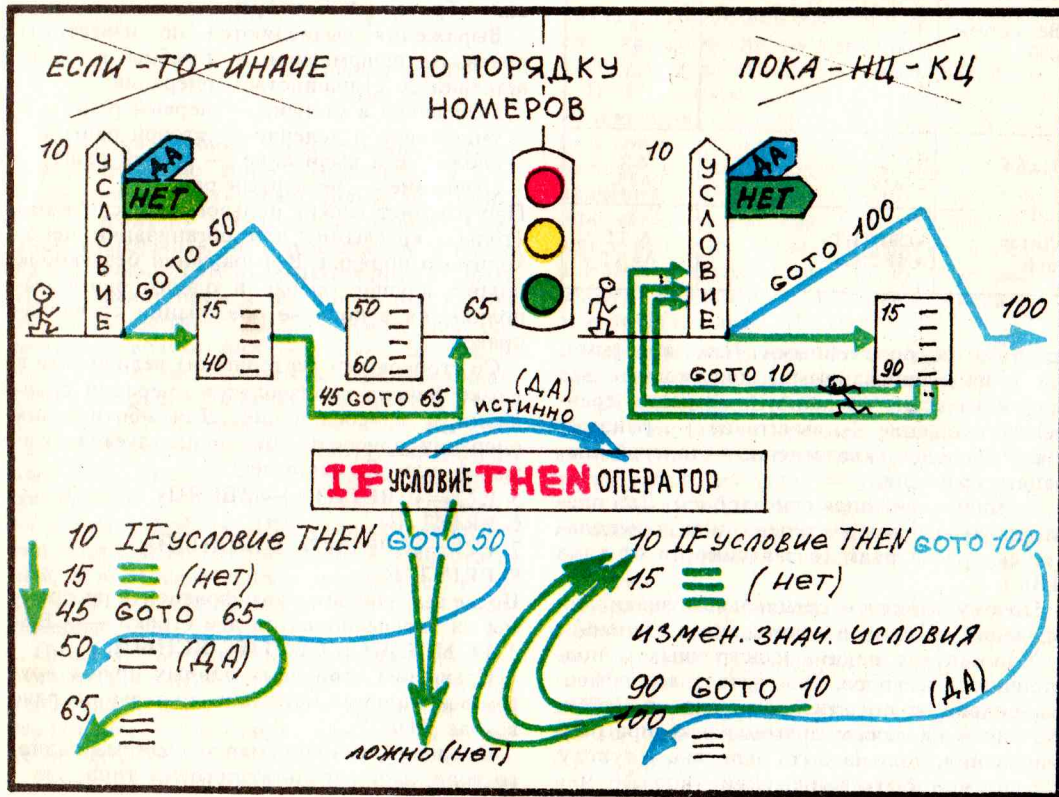 ЕСЛИ-ТО-ИНАЧЕ
ПО ПОРЯДКУ
НОМЕРОВ
ПОКА-НЦ-КЦ
10
УСЛОВИЕ
ДА
НЕТ
GOTO 50
15
40
50
60
65
45 GOTO 65
10
УСЛОВИЕ
ДА
НЕТ
GOTO 100
15
90
100
GOTO 10
(ДА)
ИСТИННО
IF УСЛОВИЕ THEN ОПЕРАТОР
10 IF условие THEN GOTO 50
15 (нет)
45 GOTO 65
50 (ДА)
65
ложно (нет)
10 IF условие THEN GOTO 100
15 (нет)
ИЗМЕН. ЗНАЧ. УСЛОВИЯ
90 GOTO 10
(ДА)
100